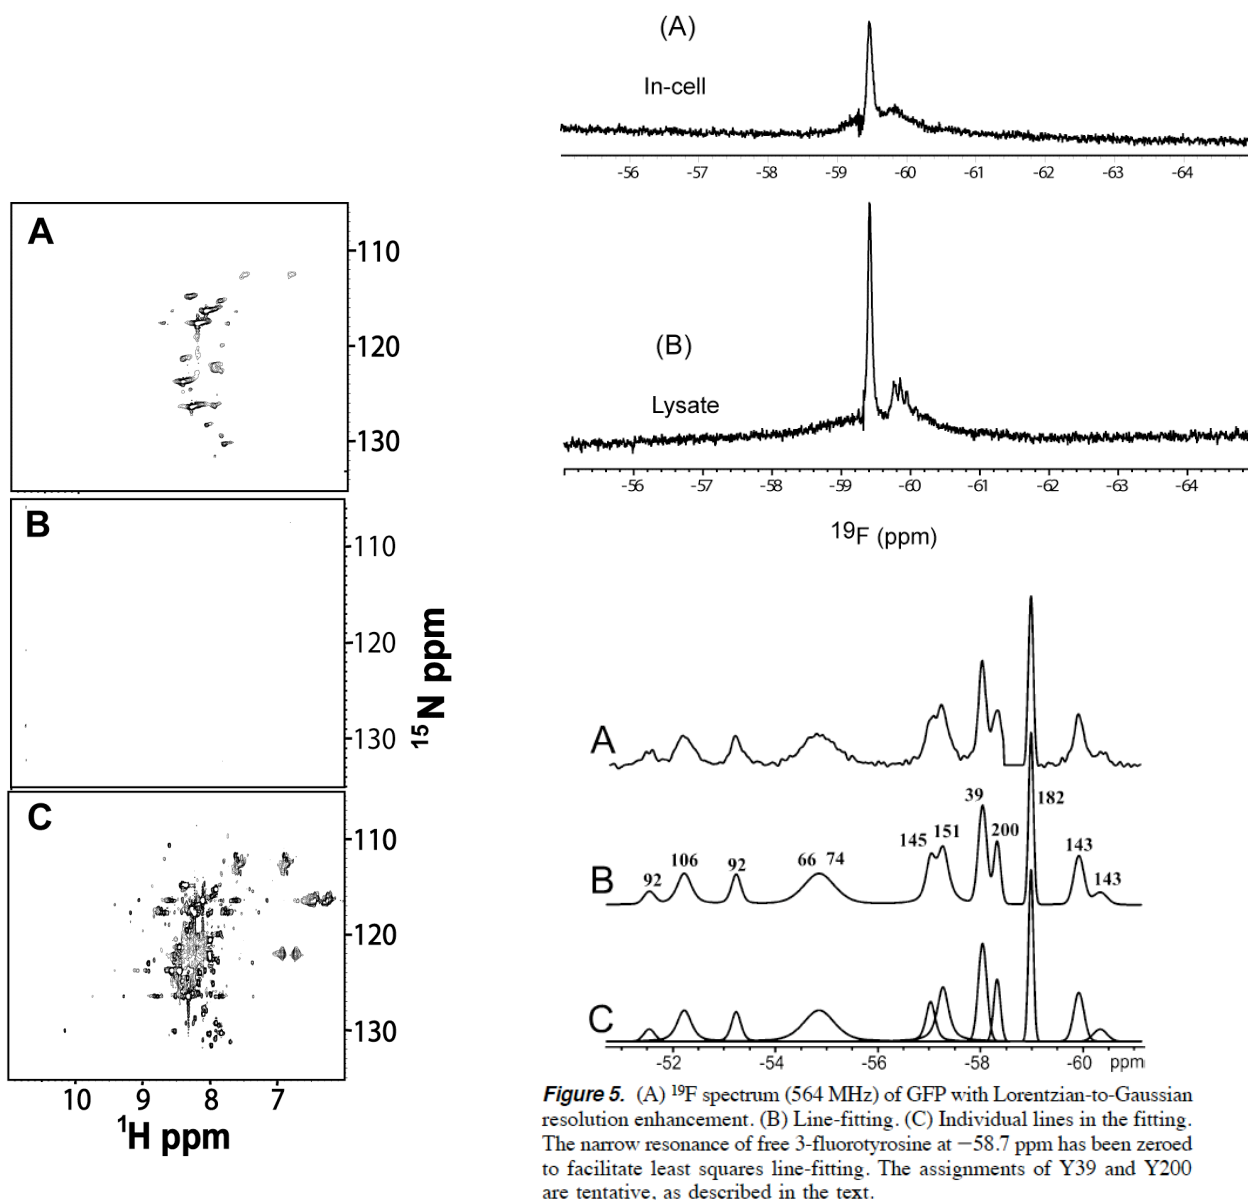 (A)
In-cell
-56 -57 -58 -59 -60 -61 -62 -63 -64
(B)
Lysate
-56 -57 -58 -59 -60 -61 -62 -63 -64
19F (ppm)
A
110
120
130
B
110
120
130
C
110
120
130
15N ppm
10 9 8 7
1H ppm
A
B
92 106 92 66 74 145 151 39 200 182 143 143
C
-52 -54 -56 -58 -60 ppm
Figure 5. (A) 19F spectrum (564 MHz) of GFP with Lorentzian-to-Gaussian
resolution enhancement. (B) Line-fitting. (C) Individual lines in the fitting.
The narrow resonance of free 3-fluorotyrosine at −58.7 ppm has been zeroed
to facilitate least squares line-fitting. The assignments of Y39 and Y200
are tentative, as described in the text.